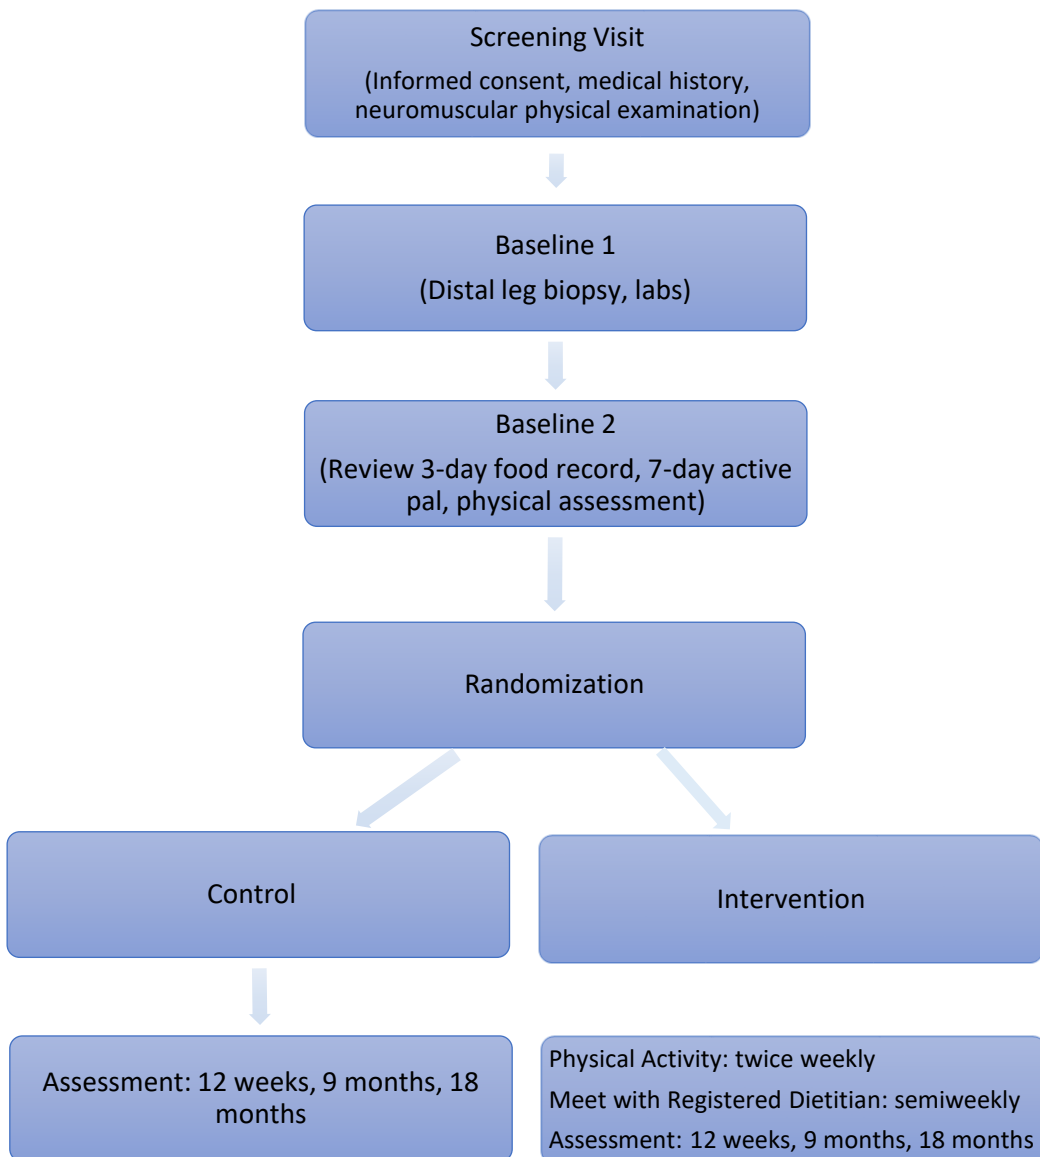 Screening Visit
(Informed consent, medical history,
neuromuscular physical examination)
Baseline 1
(Distal leg biopsy, labs)
Baseline 2
(Review 3-day food record, 7-day active
pal, physical assessment)
Randomization
Control
Intervention
Assessment: 12 weeks, 9 months, 18
months
Physical Activity: twice weekly
Meet with Registered Dietitian: semiweekly
Assessment: 12 weeks, 9 months, 18 months